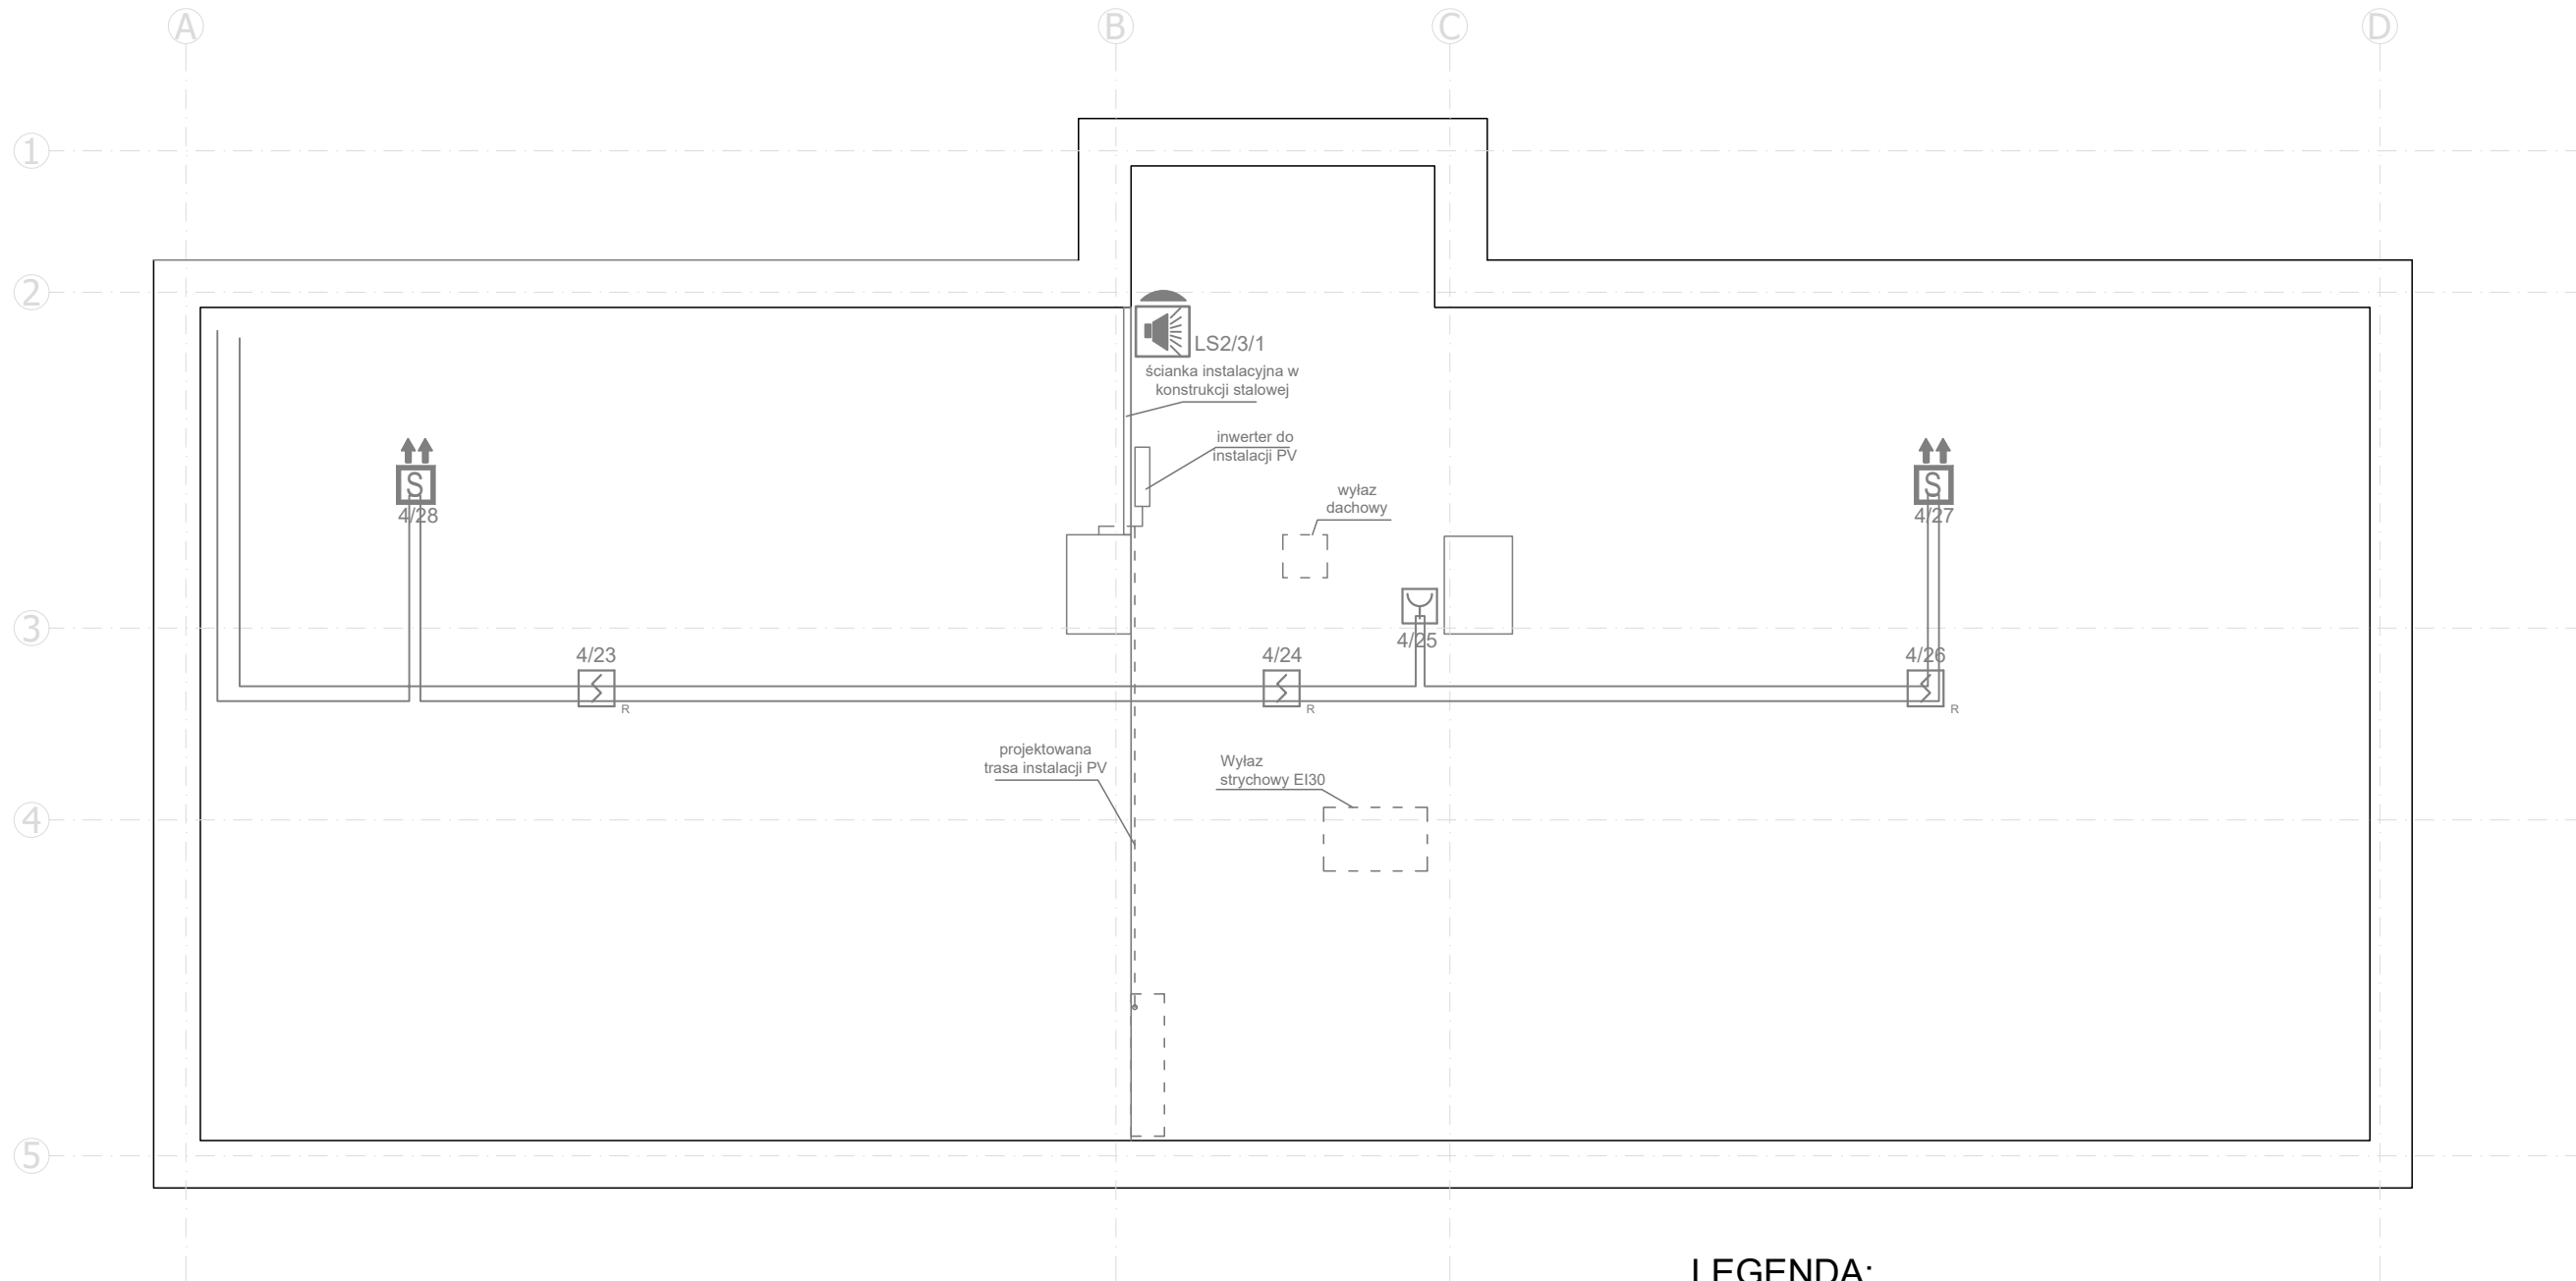 A
B
C
D
1
2
LS2/3/1
ścianka instalacyjna w
konstrukcji stalowej
inwerter do
instalacji PV
S
4/28
wyłaz
dachowy
S
4/27
3
4/25
4/23
R
4/24
R
4/26
R
projektowana
trasa instalacji PV
Wyłaz
strychowy EI30
4
5
LEGENDA: